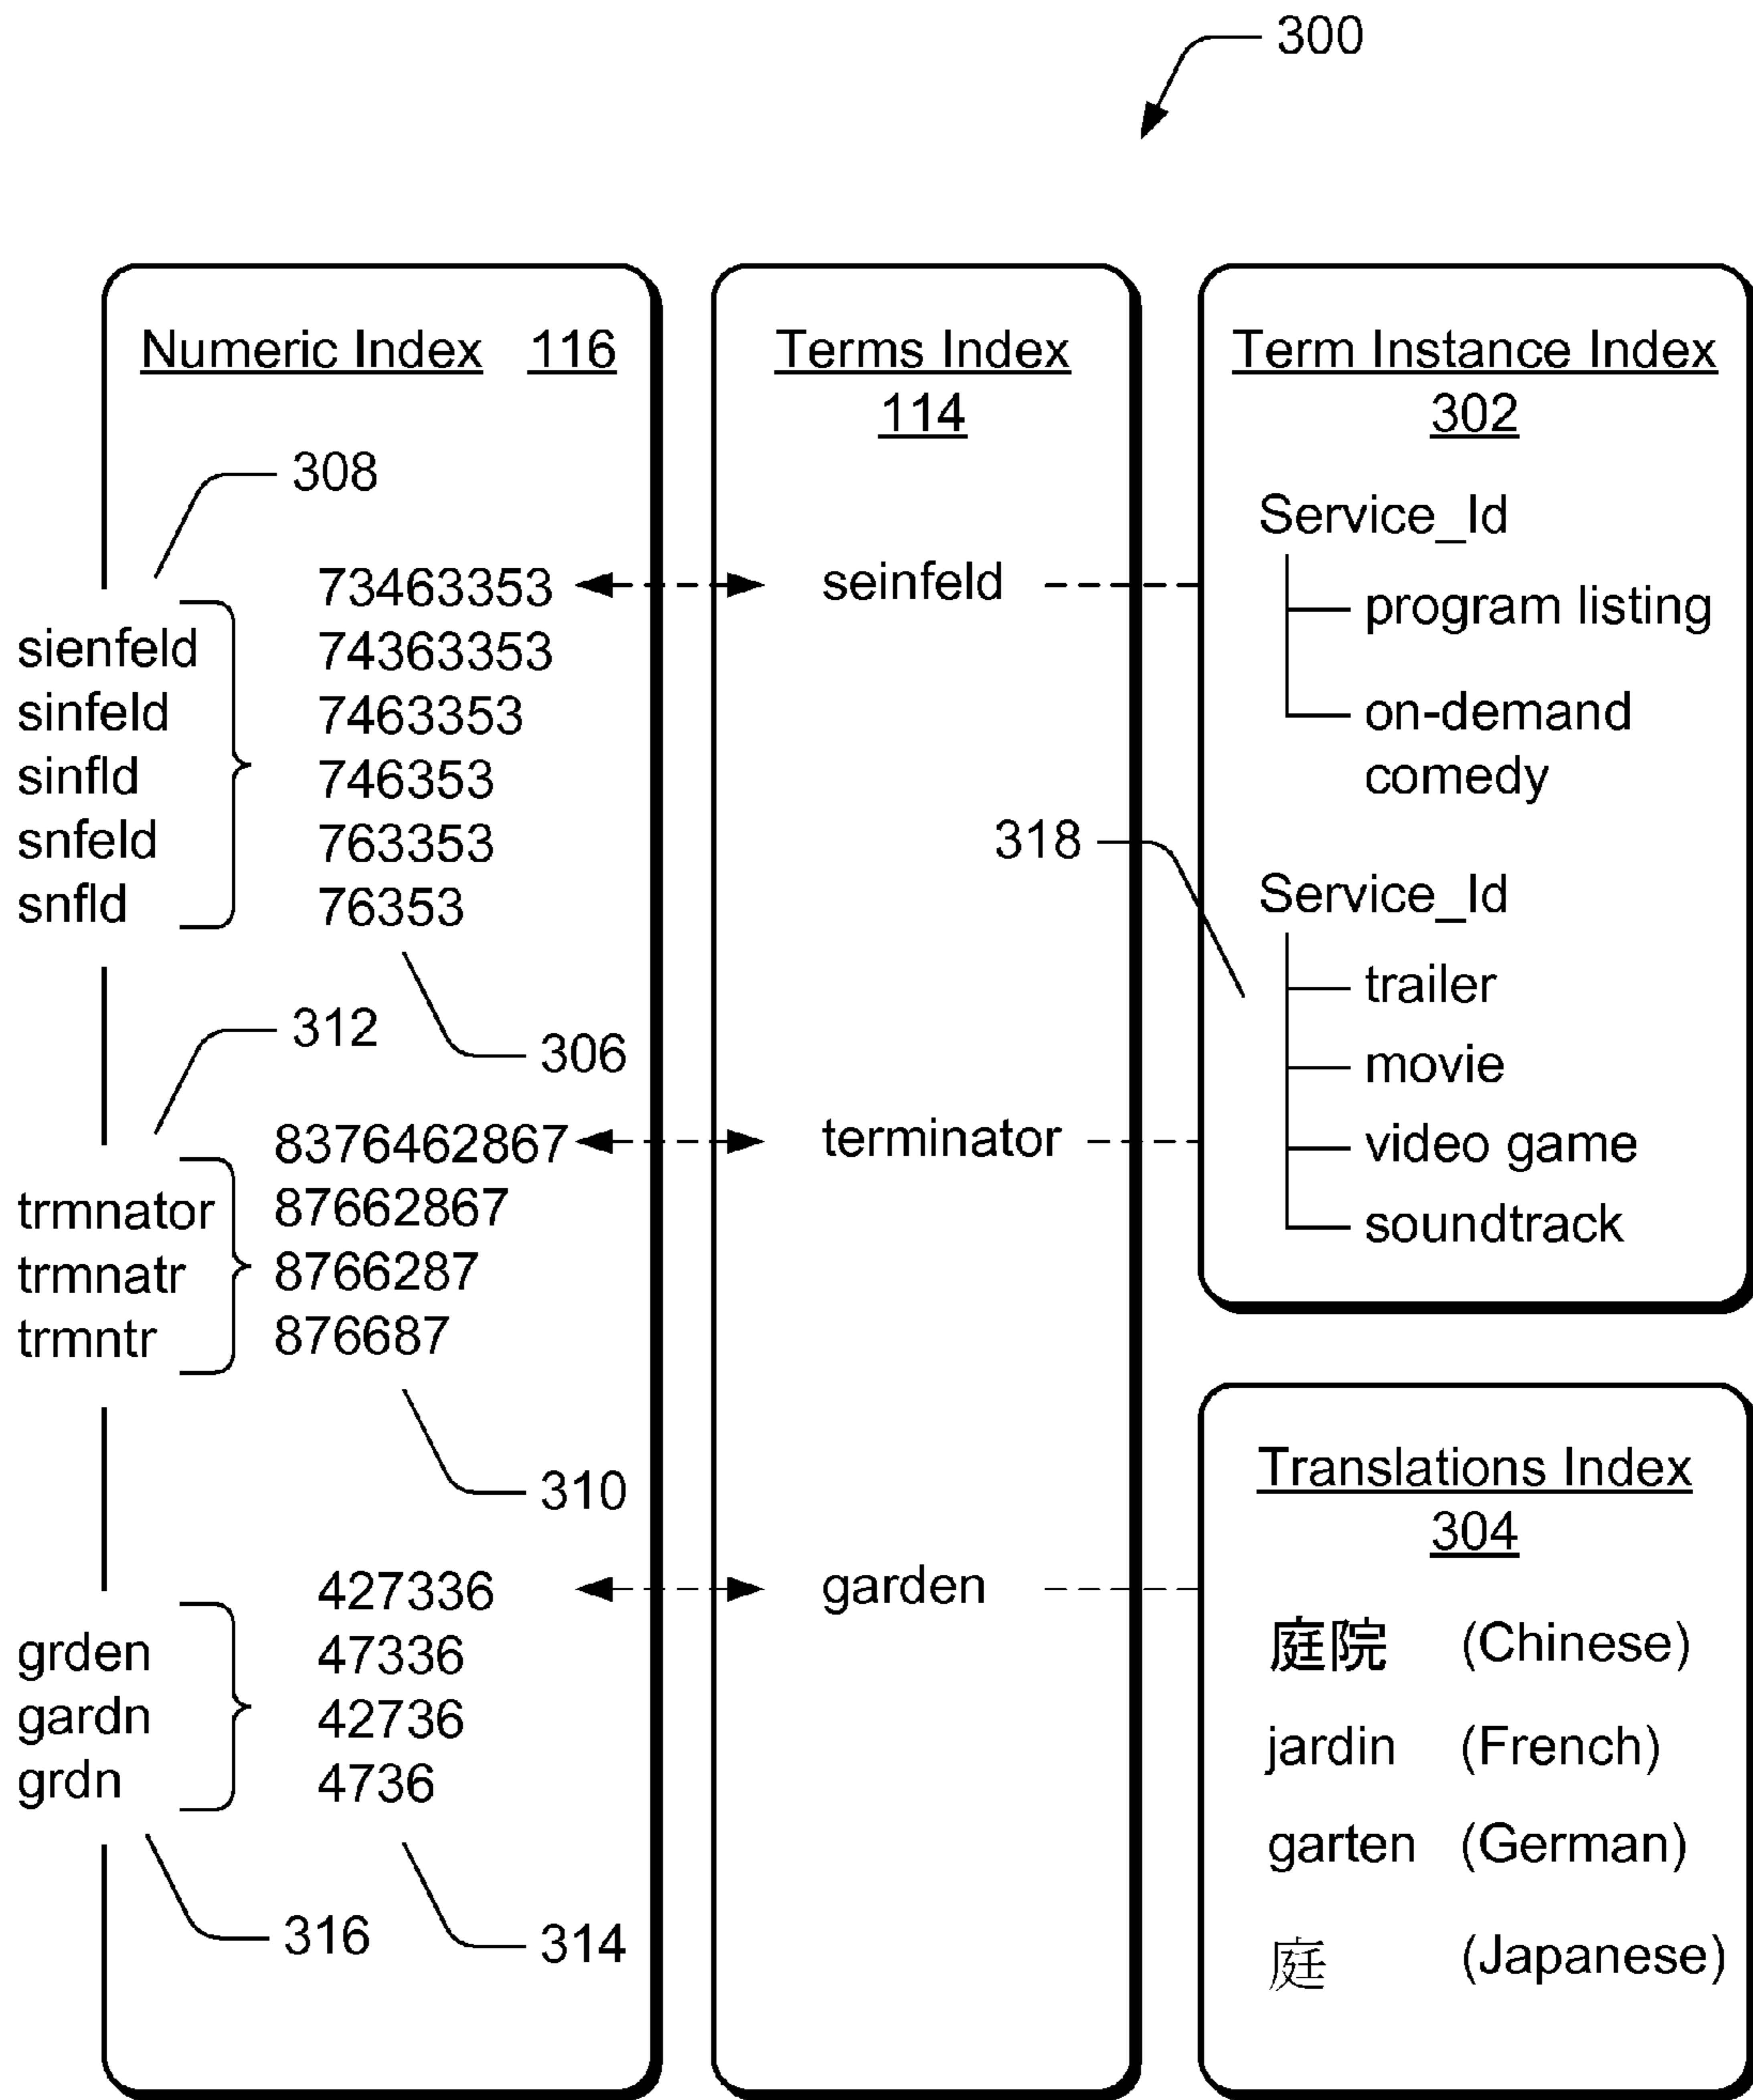 300
Numeric Index 116
308
73463353
sienfeld 74363353
sinfeld 7463353
sinfld 746353
snfeld 763353
snfld 76353
312
306
8376462867
trmnator 87662867
trmnatr 8766287
trmntr 876687
310
427336
grden 47336
gardn 42736
grdn 4736
316
314
Terms Index
114
seinfeld
318
terminator
garden
Term Instance Index
302
Service_Id
program listing
on-demand
comedy
Service_Id
trailer
movie
video game
soundtrack
Translations Index
304
庭院 (Chinese)
jardin (French)
garten (German)
庭 (Japanese)